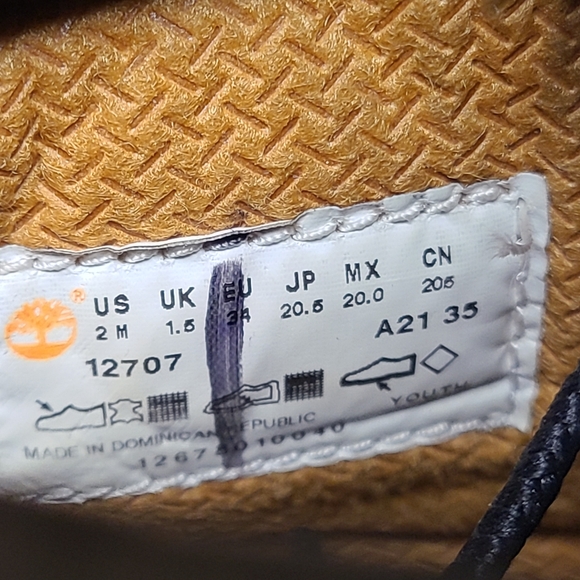 US UK EU JP MX CN
2 M 1.5 34 20.5 20.0 205
12707 A21 35
YOUTH
MADE IN DOMINICAN REPUBLIC